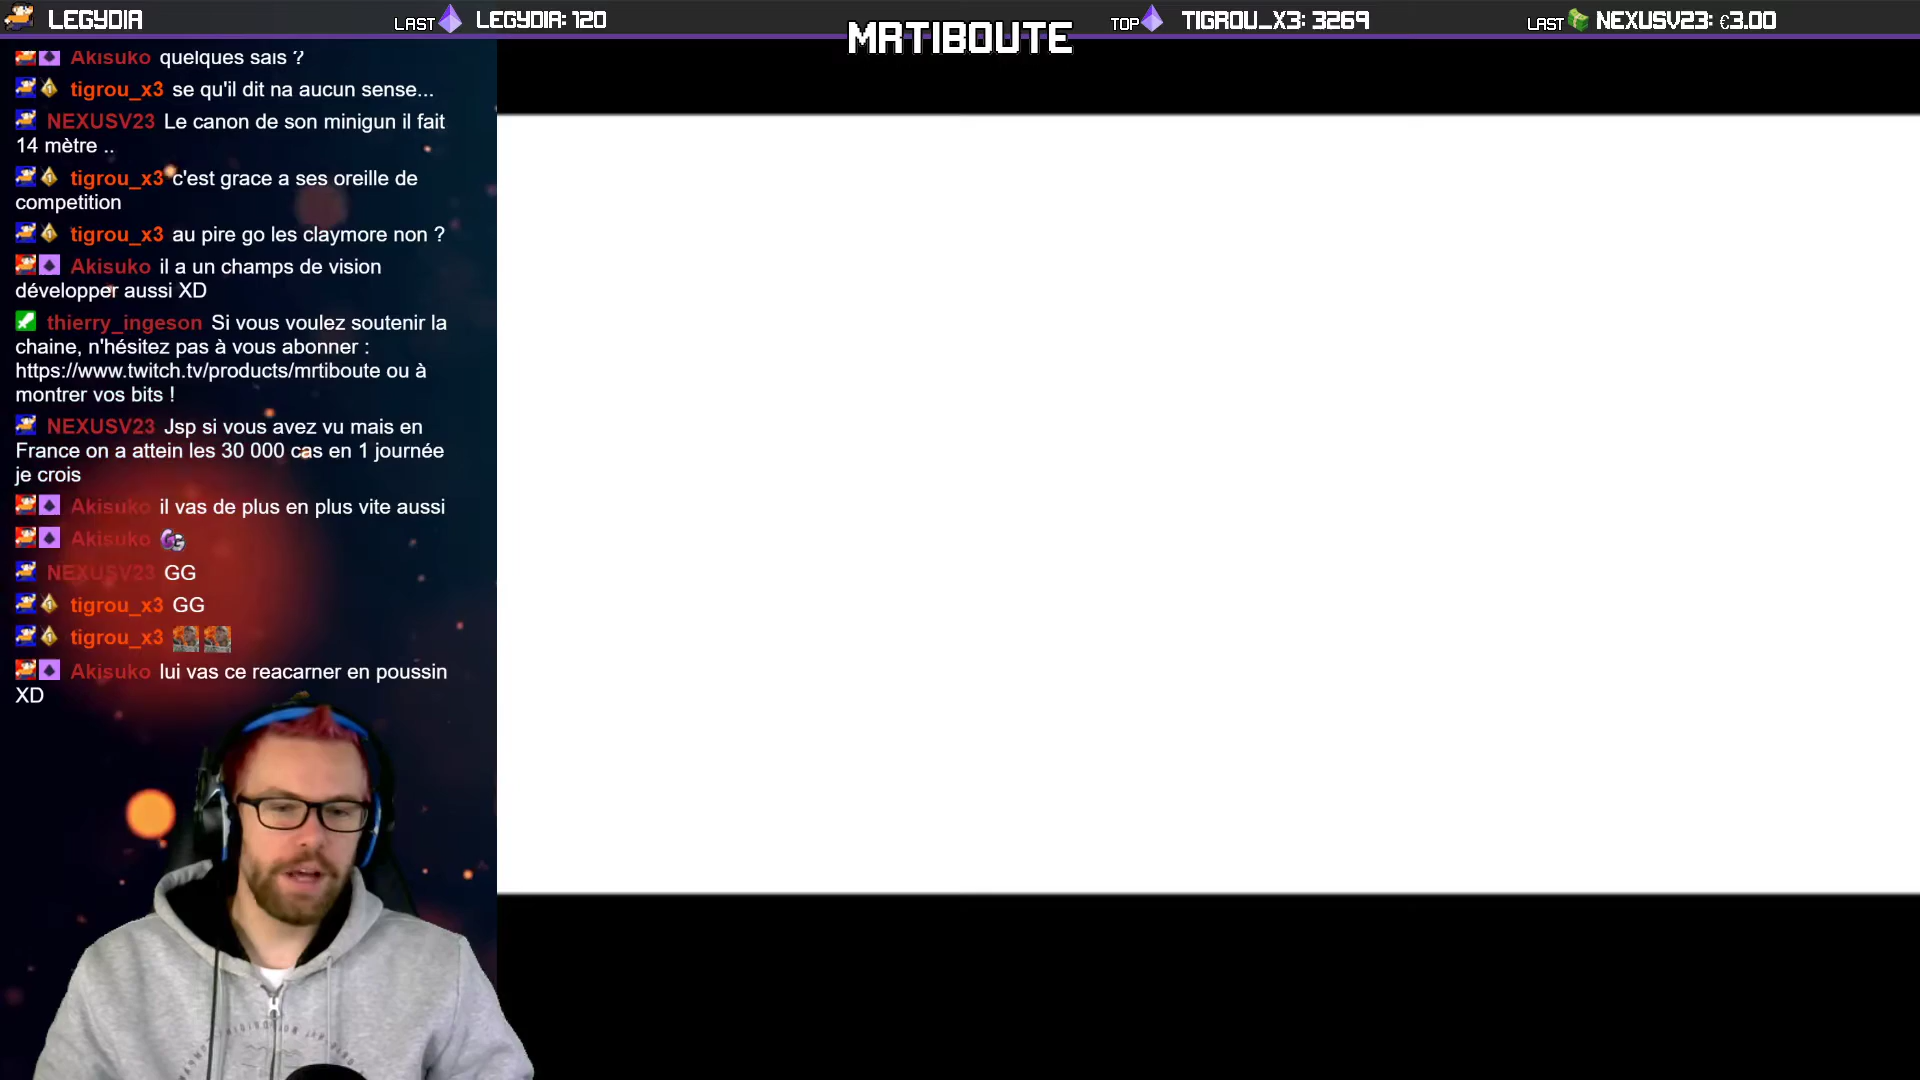 LEGYDIA
LAST LEGYDIA: 120
MRTIBOUTE
TOP TIGROU_X3: 3269
LAST NEXUSV23: €3.00
Akisuko quelques sais ?
tigrou_x3 se qu'il dit na aucun sense...
NEXUSV23 Le canon de son minigun il fait
14 mètre ..
tigrou_x3 c'est grace a ses oreille de
competition
tigrou_x3 au pire go les claymore non ?
Akisuko il a un champs de vision
développer aussi XD
thierry_ingeson Si vous voulez soutenir la
chaine, n'hésitez pas à vous abonner :
https://www.twitch.tv/products/mrtiboute ou à
montrer vos bits !
NEXUSV23 Jsp si vous avez vu mais en
France on a attein les 30 000 cas en 1 journée
je crois
Akisuko il vas de plus en plus vite aussi
Akisuko GG
NEXUSV23 GG
tigrou_x3 GG
tigrou_x3
Akisuko lui vas ce reacarner en poussin
XD